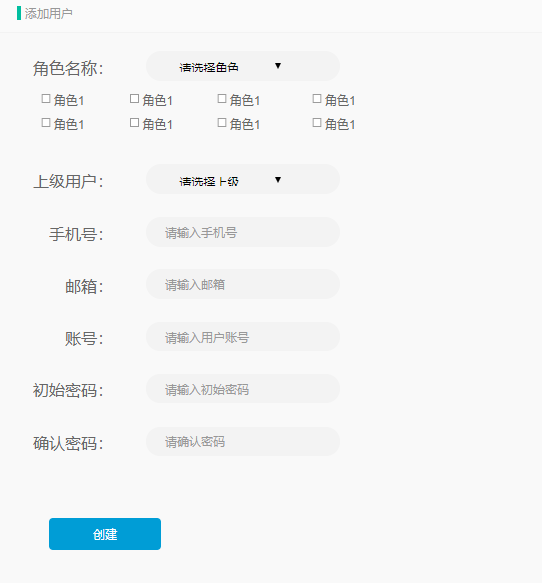 添加用户
角色名称： 请选择角色
角色1 角色1 角色1 角色1
角色1 角色1 角色1 角色1
上级用户： 请选择上级
手机号： 请输入手机号
邮箱： 请输入邮箱
账号： 请输入用户账号
初始密码： 请输入初始密码
确认密码： 请确认密码
创建